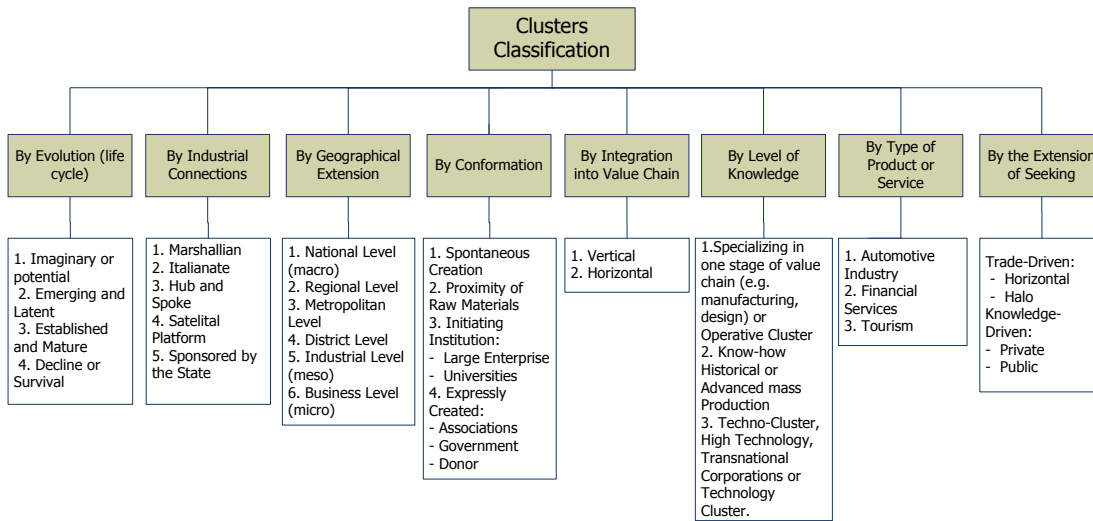 Clusters
Classification
By Evolution (life
cycle)
By Industrial
Connections
By Geographical
Extension
By Conformation
By Integration
into Value Chain
By Level of
Knowledge
By Type of
Product or
Service
By the Extension
of Seeking
1. Imaginary or
potential
2. Emerging and
Latent
3. Established
and Mature
4. Decline or
Survival
1. Marshallian
2. Italianate
3. Hub and
Spoke
4. Satelital
Platform
5. Sponsored by
the State
1. National Level
(macro)
2. Regional Level
3. Metropolitan
Level
4. District Level
5. Industrial Level
(meso)
6. Business Level
(micro)
1. Spontaneous
Creation
2. Proximity of
Raw Materials
3. Initiating
Institution:
- Large Enterprise
- Universities
4. Expressly
Created:
- Associations
- Government
- Donor
1. Vertical
2. Horizontal
1.Specializing in
one stage of value
chain (e.g.
manufacturing,
design) or
Operative Cluster
2. Know-how
Historical or
Advanced mass
Production
3. Techno-Cluster,
High Technology,
Transnational
Corporations or
Technology
Cluster.
1. Automotive
Industry
2. Financial
Services
3. Tourism
Trade-Driven:
- Horizontal
- Halo
Knowledge-
Driven:
- Private
- Public